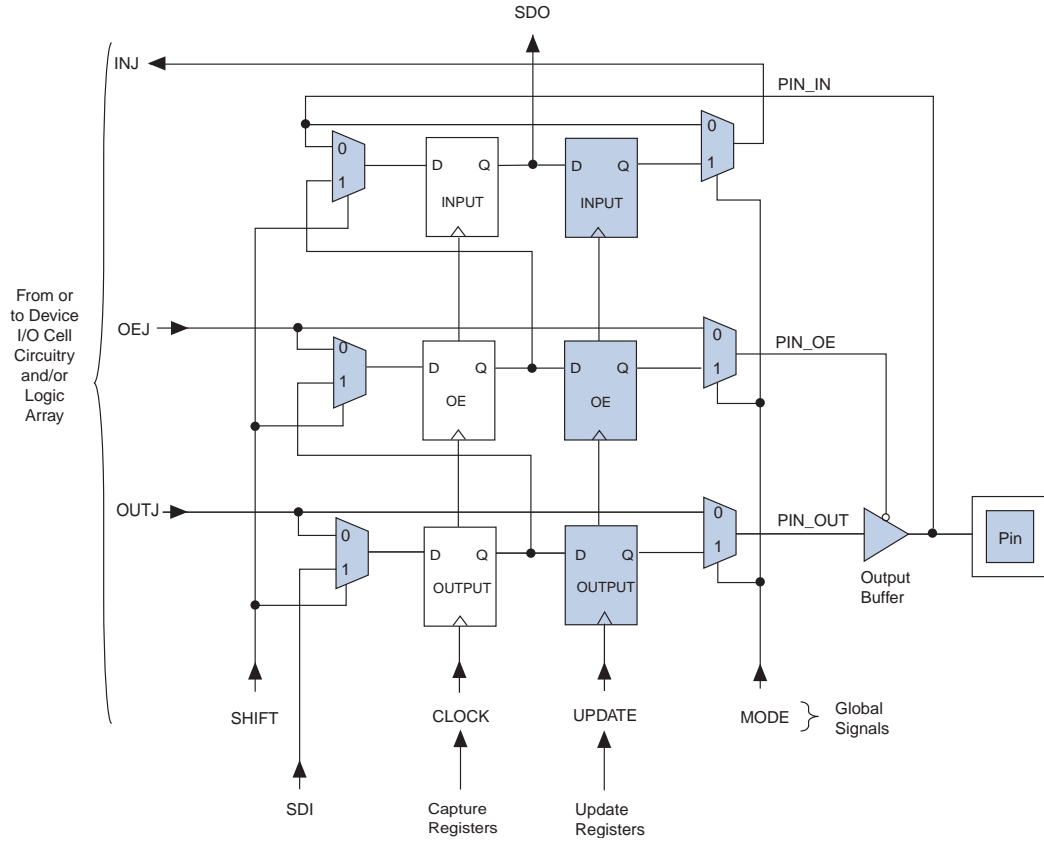 SDO
INJ
PIN_IN
0
0
1
1
D Q
INPUT
D Q
INPUT
From or
to Device
I/O Cell
Circuitry
and/or
Logic
Array
OEJ
0
1
D Q
OE
D Q
OE
0
1
PIN_OE
OUTJ
0
1
D Q
OUTPUT
D Q
OUTPUT
0
1
PIN_OUT
Output
Buffer
Pin
SHIFT
CLOCK
UPDATE
MODE
Global
Signals
SDI
Capture
Registers
Update
Registers